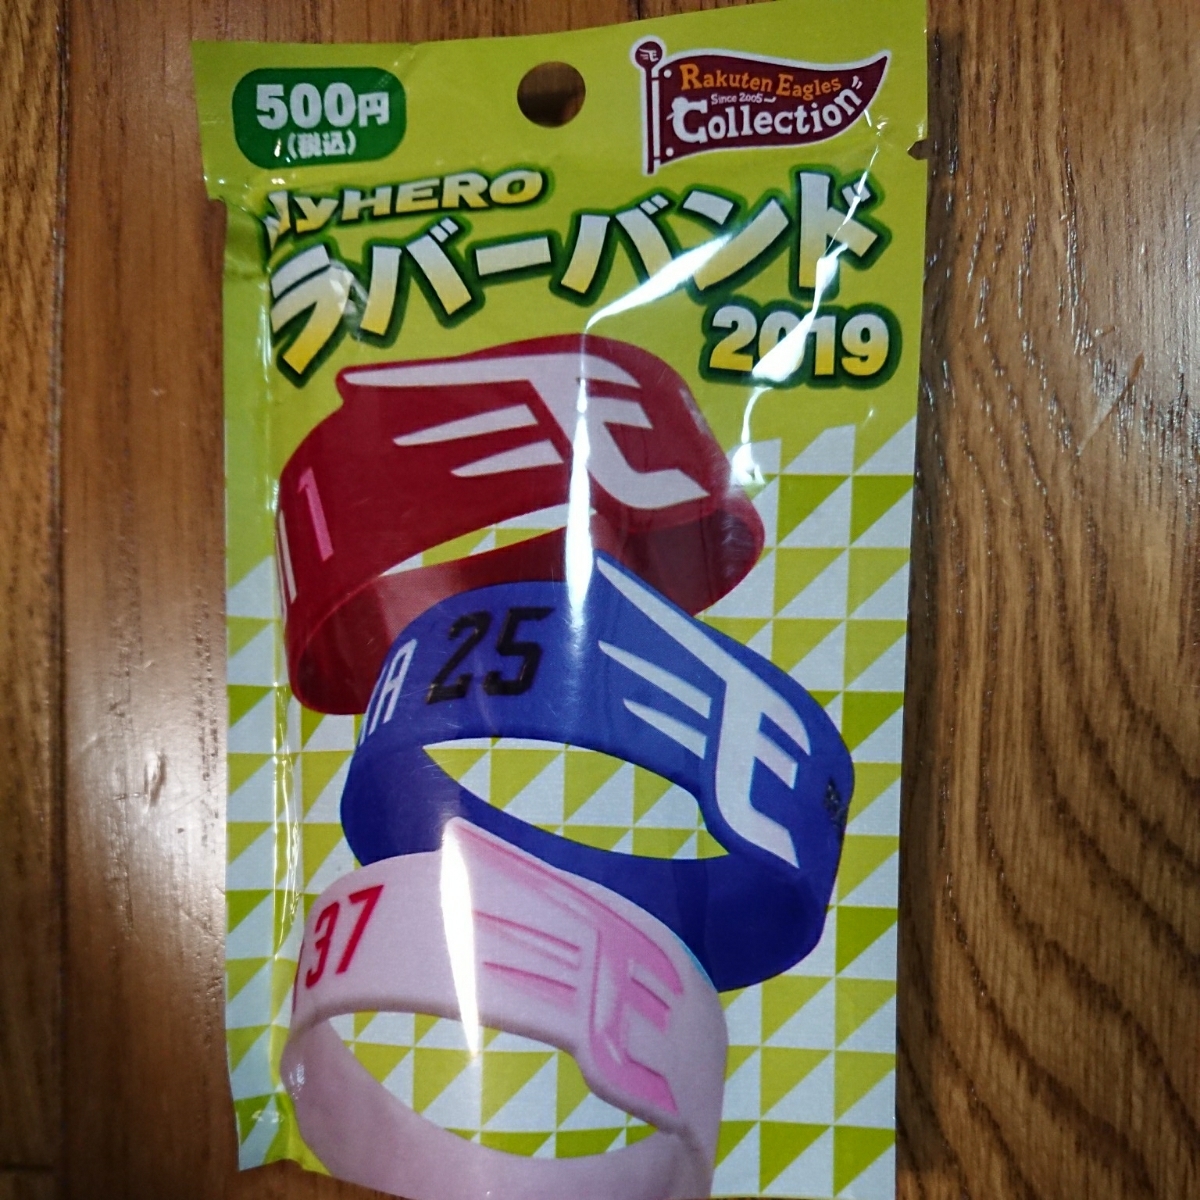 500円
(税込)
Rakuten Eagles
Since 2005
Collection
MyHERO
ラバーバンド
2019
1
A 25
E
37
E